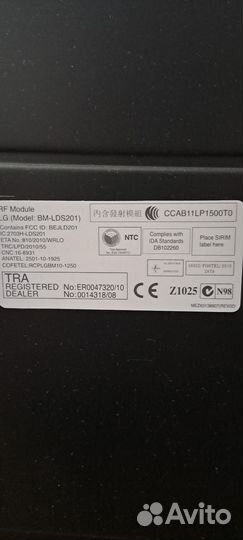 RF Module
LG (Model: BM-LDS201)
Contains FCC ID: BEJLD201
IC:2703H-LDS201
ETA No: 810/2010/WRLO
TRC/LPD/2010/55
CNC:16-8931
ANATEL: 2501-10-1925
COFETEL:RCPLGBM10-1250
內含發射模組
CCAB11LP1500T0
NTC
Complies with
IDA Standards
DB102260
Place SIRIM
label here
TRA
REGISTERED No:ER0047320/10
DEALER No:0014318/08
Z1025
N98
Avito